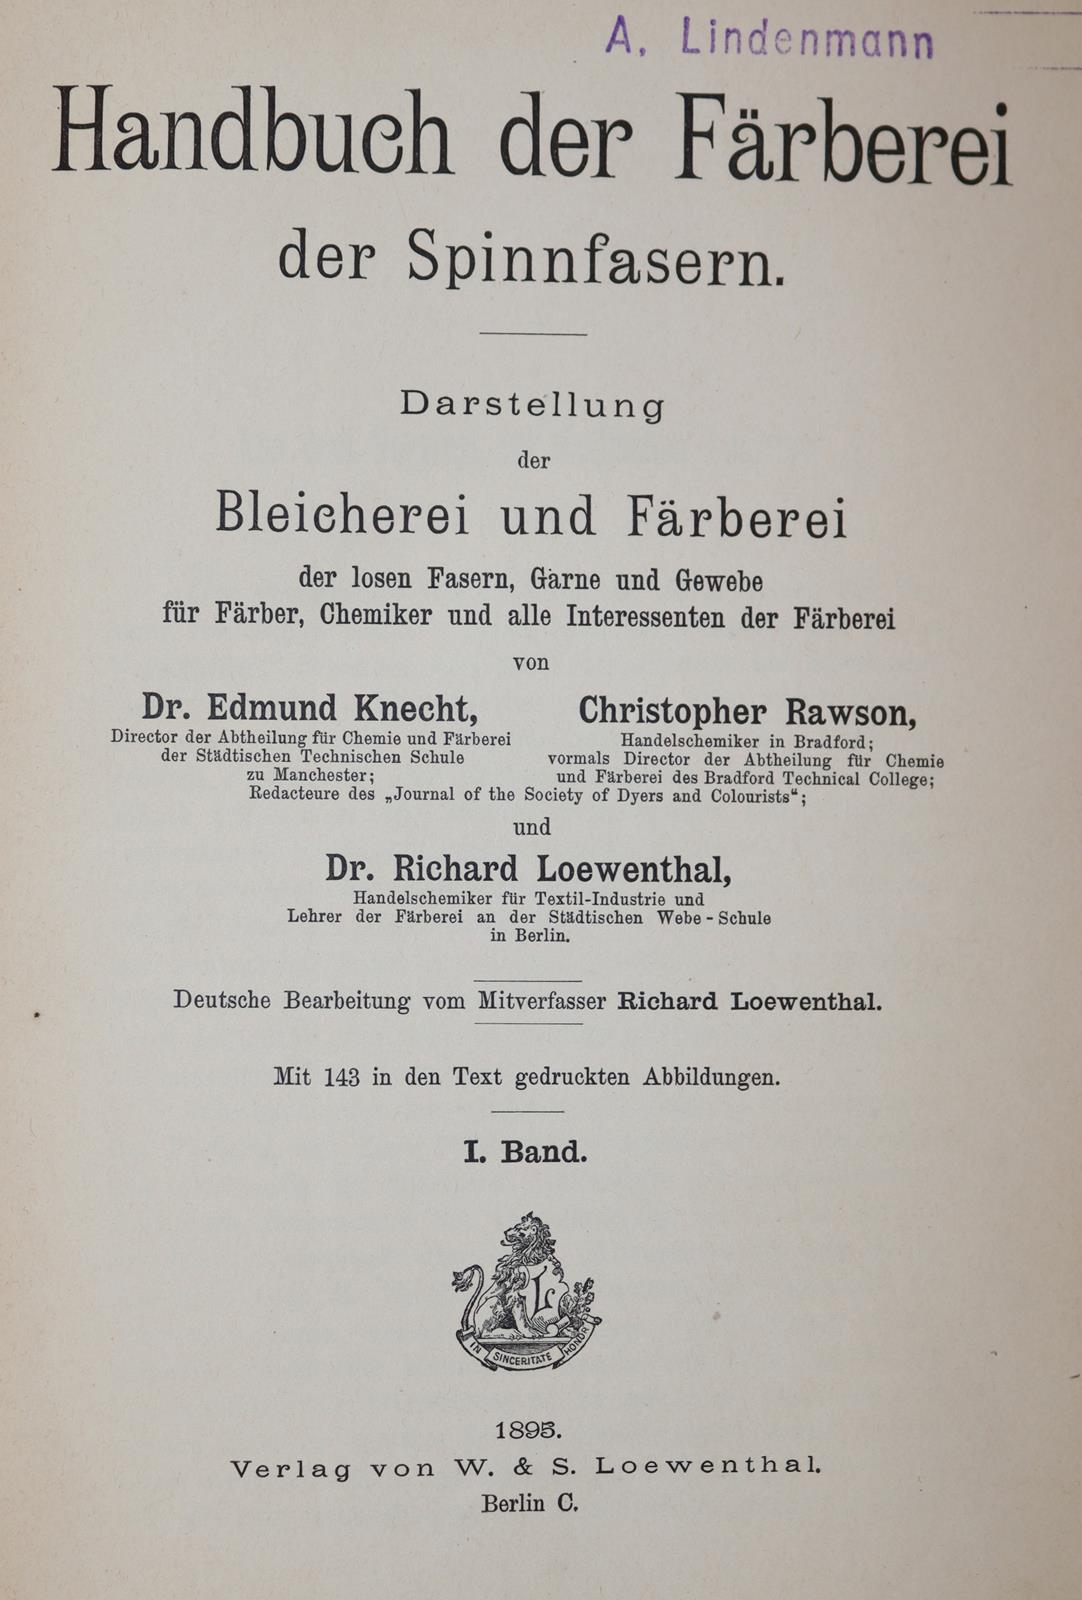 A. Lindenmann
Handbuch der Färberei
der Spinnfasern.
Darstellung
der
Bleicherei und Färberei
der losen Fasern, Garne und Gewebe
für Färber, Chemiker und alle Interessenten der Färberei
von
Dr. Edmund Knecht,
Director der Abtheilung für Chemie und Färberei
der Städtischen Technischen Schule
zu Manchester;
Christopher Rawson,
Handelschemiker in Bradford;
vormals Director der Abtheilung für Chemie
und Färberei des Bradford Technical College;
Redacteure des „Journal of the Society of Dyers and Colourists“;
und
Dr. Richard Loewenthal,
Handelschemiker für Textil-Industrie und
Lehrer der Färberei an der Städtischen Webe-Schule
in Berlin.
Deutsche Bearbeitung vom Mitverfasser Richard Loewenthal.
Mit 143 in den Text gedruckten Abbildungen.
I. Band.
L
IN SINCERITATE HONOR
1895.
Verlag von W. & S. Loewenthal.
Berlin C.